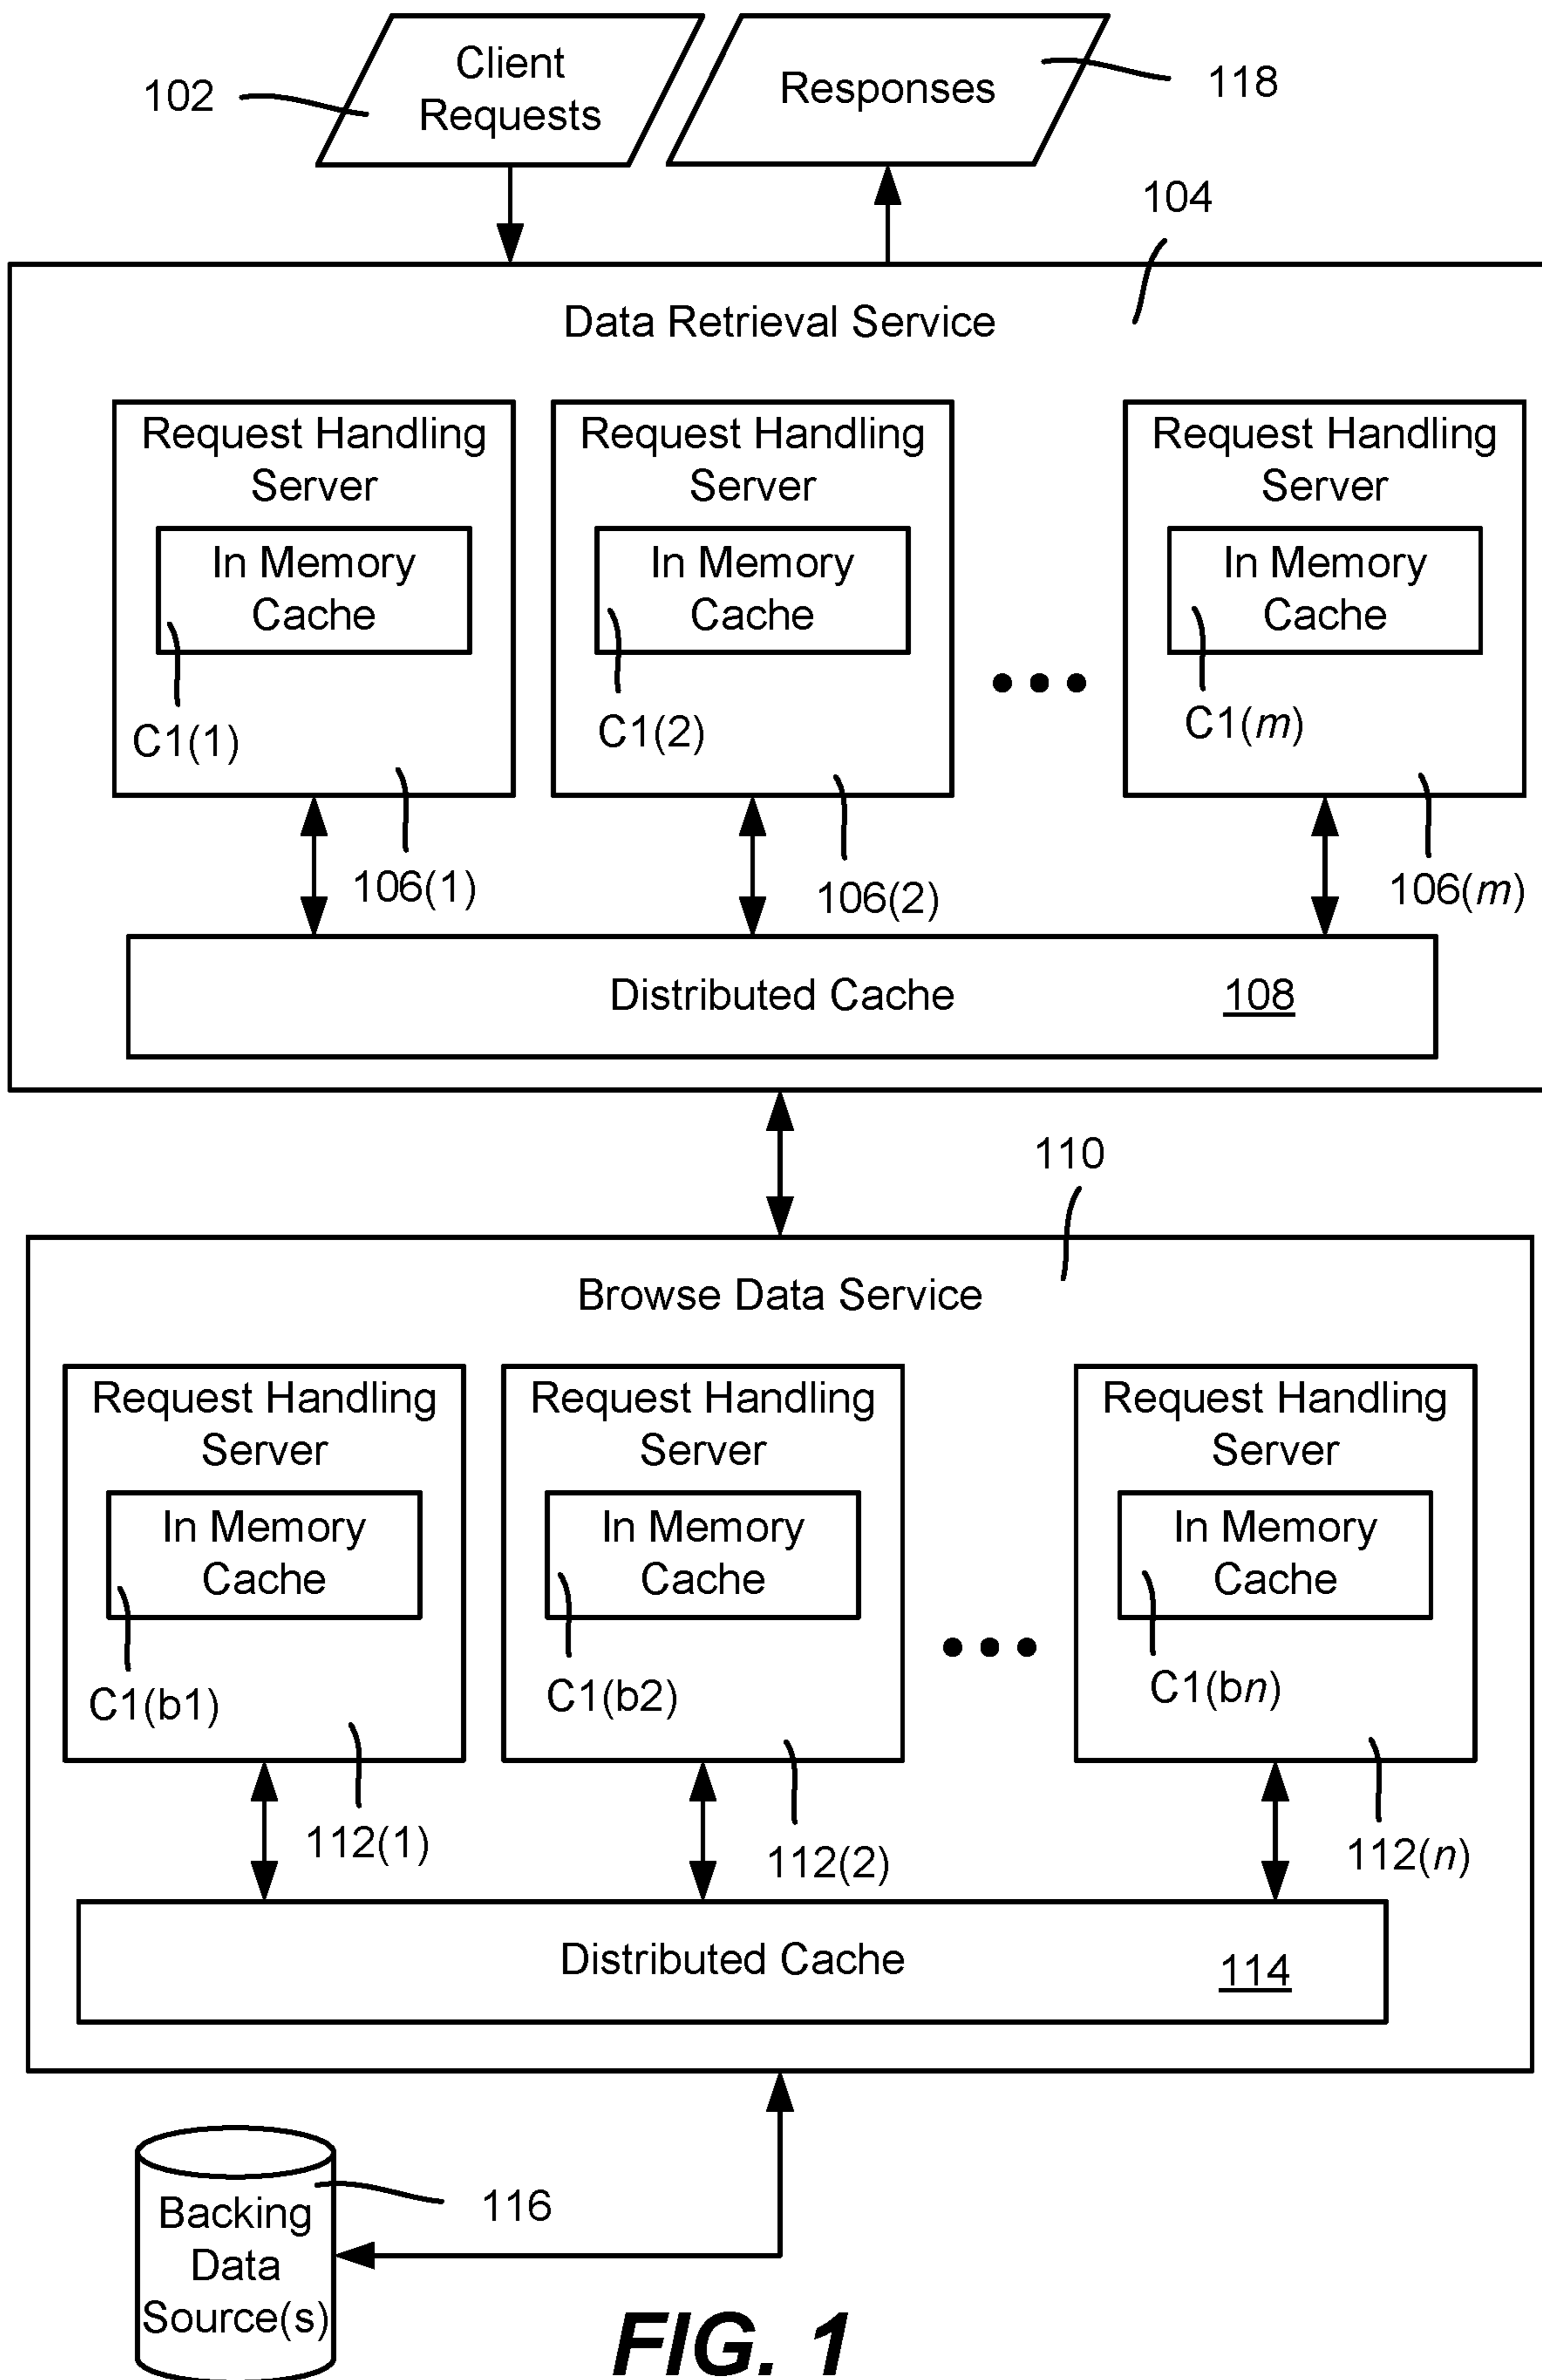 Client
Requests
102
Responses
118
104
Data Retrieval Service
Request Handling
Server
In Memory
Cache
C1(1)
106(1)
Request Handling
Server
In Memory
Cache
C1(2)
106(2)
Request Handling
Server
In Memory
Cache
C1(m)
106(m)
Distributed Cache
108
110
Browse Data Service
Request Handling
Server
In Memory
Cache
C1(b1)
112(1)
Request Handling
Server
In Memory
Cache
C1(b2)
112(2)
Request Handling
Server
In Memory
Cache
C1(bn)
112(n)
Distributed Cache
114
Backing
Data
Source(s)
116
FIG. 1